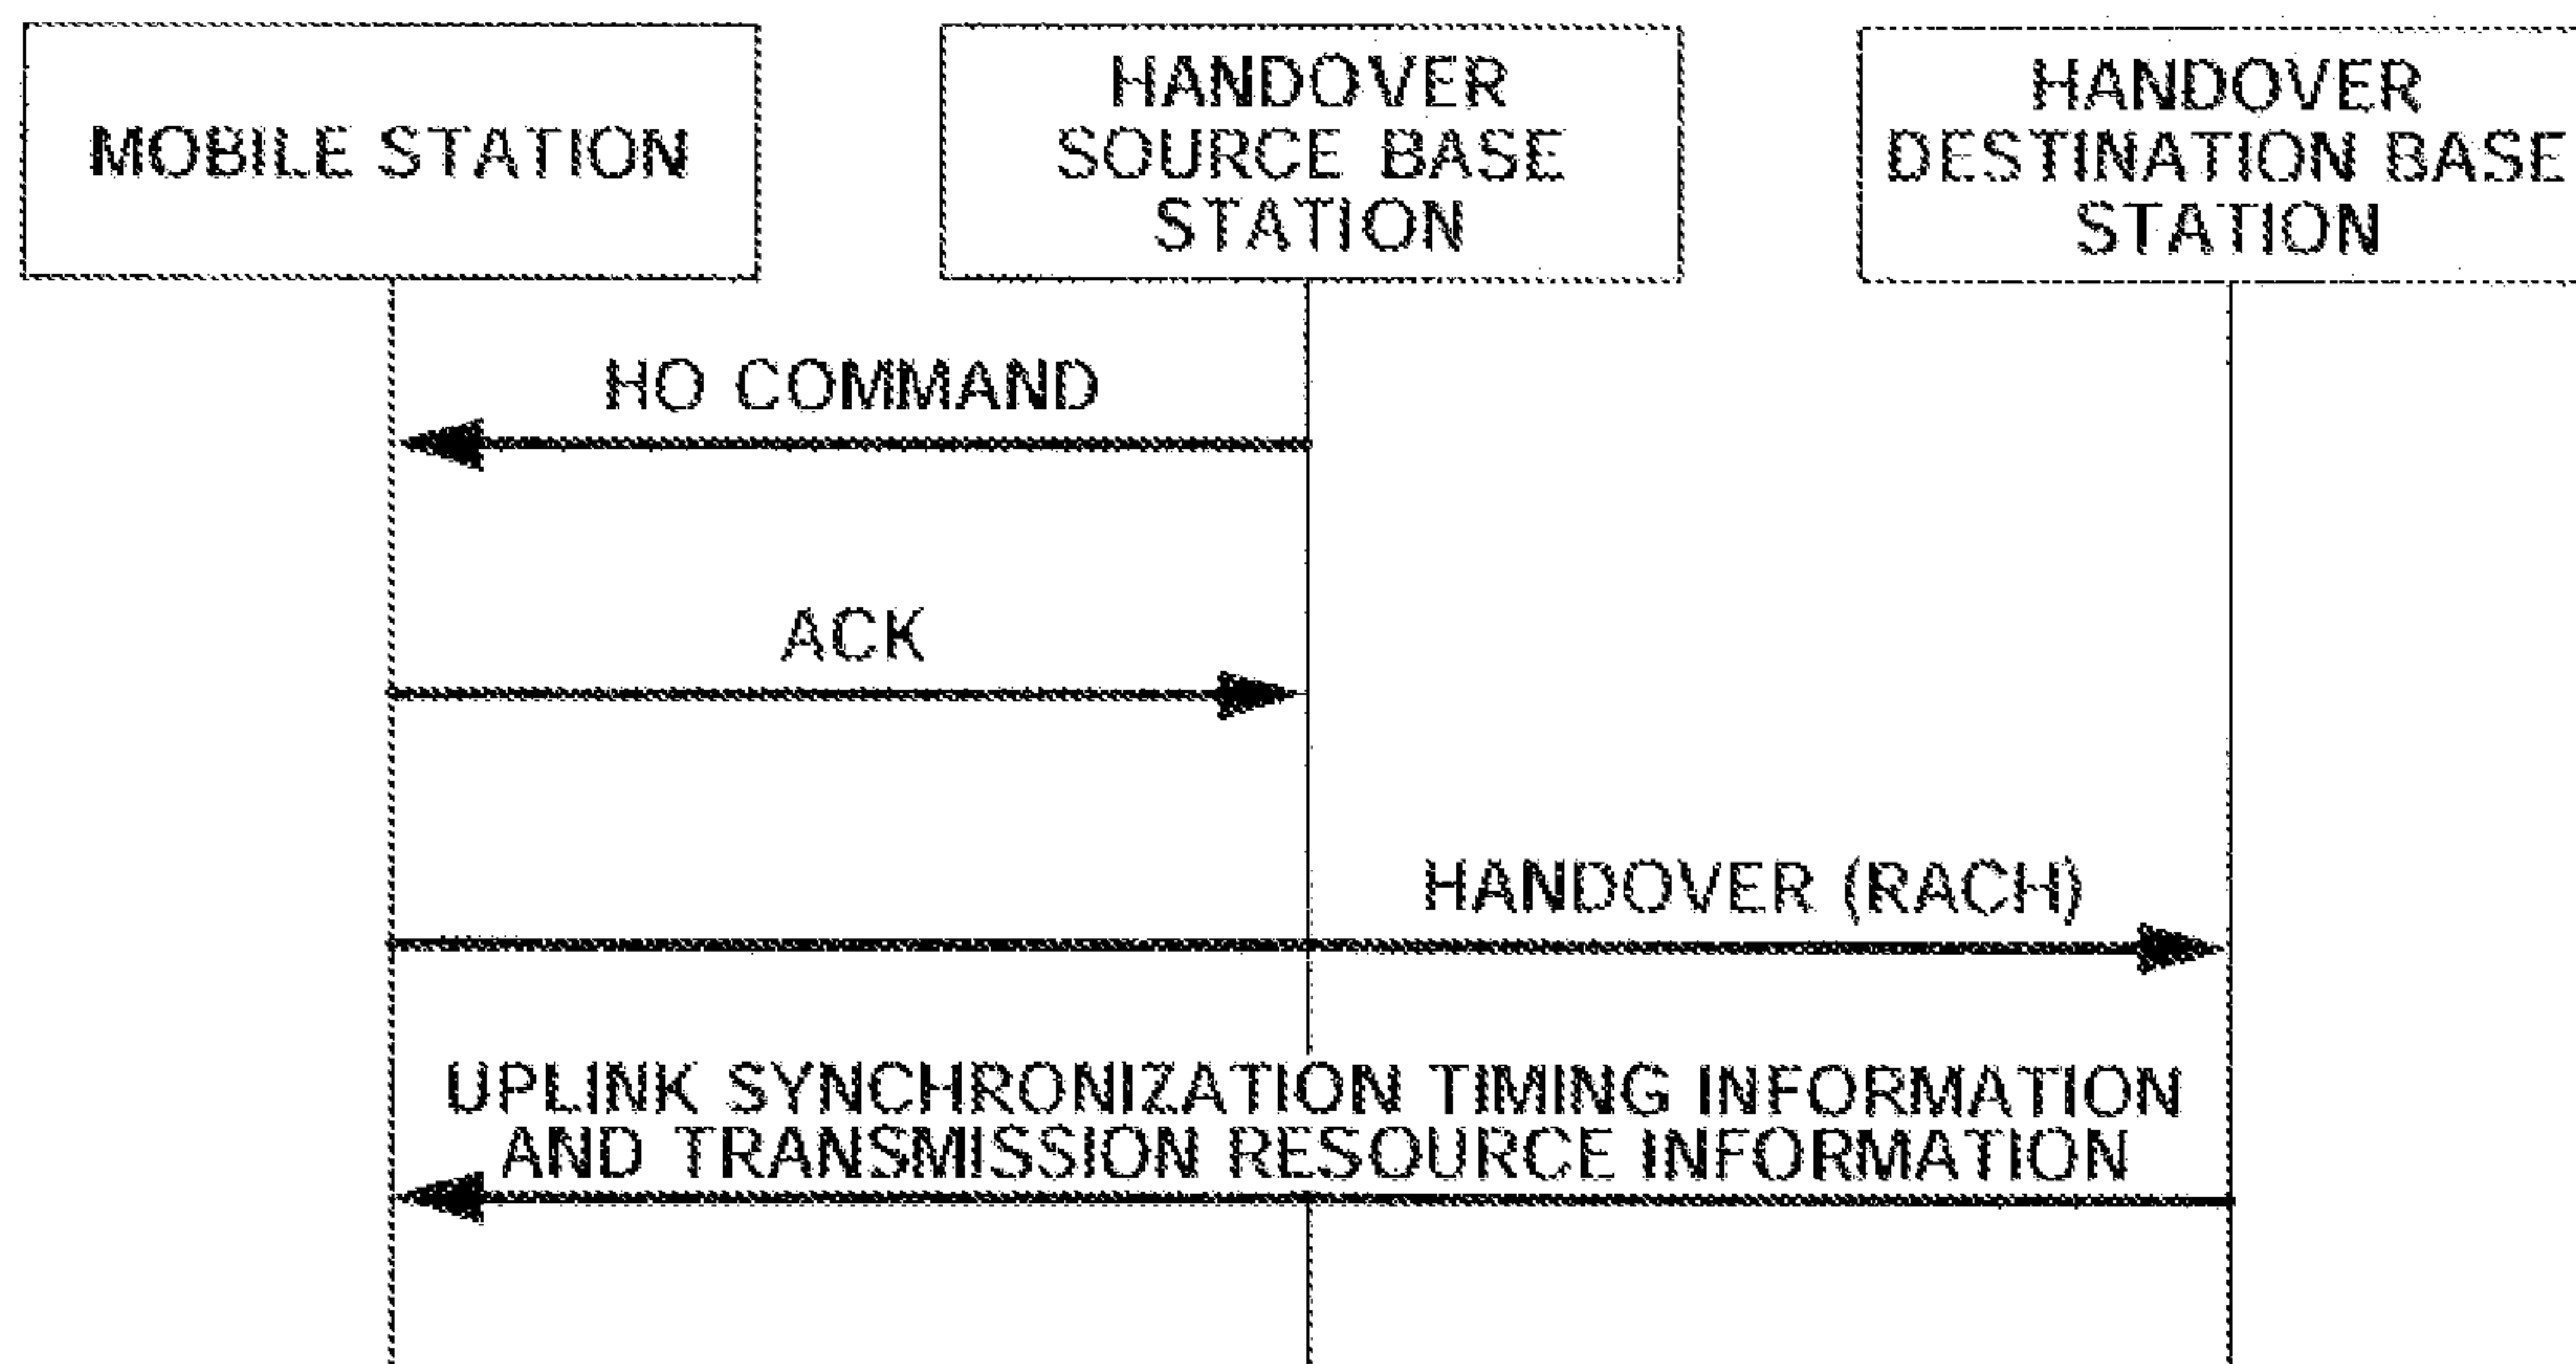 MOBILE STATION
HANDOVER
SOURCE BASE
STATION
HANDOVER
DESTINATION BASE
STATION
HO COMMAND
ACK
HANDOVER (RACH)
UPLINK SYNCHRONIZATION TIMING INFORMATION
AND TRANSMISSION RESOURCE INFORMATION